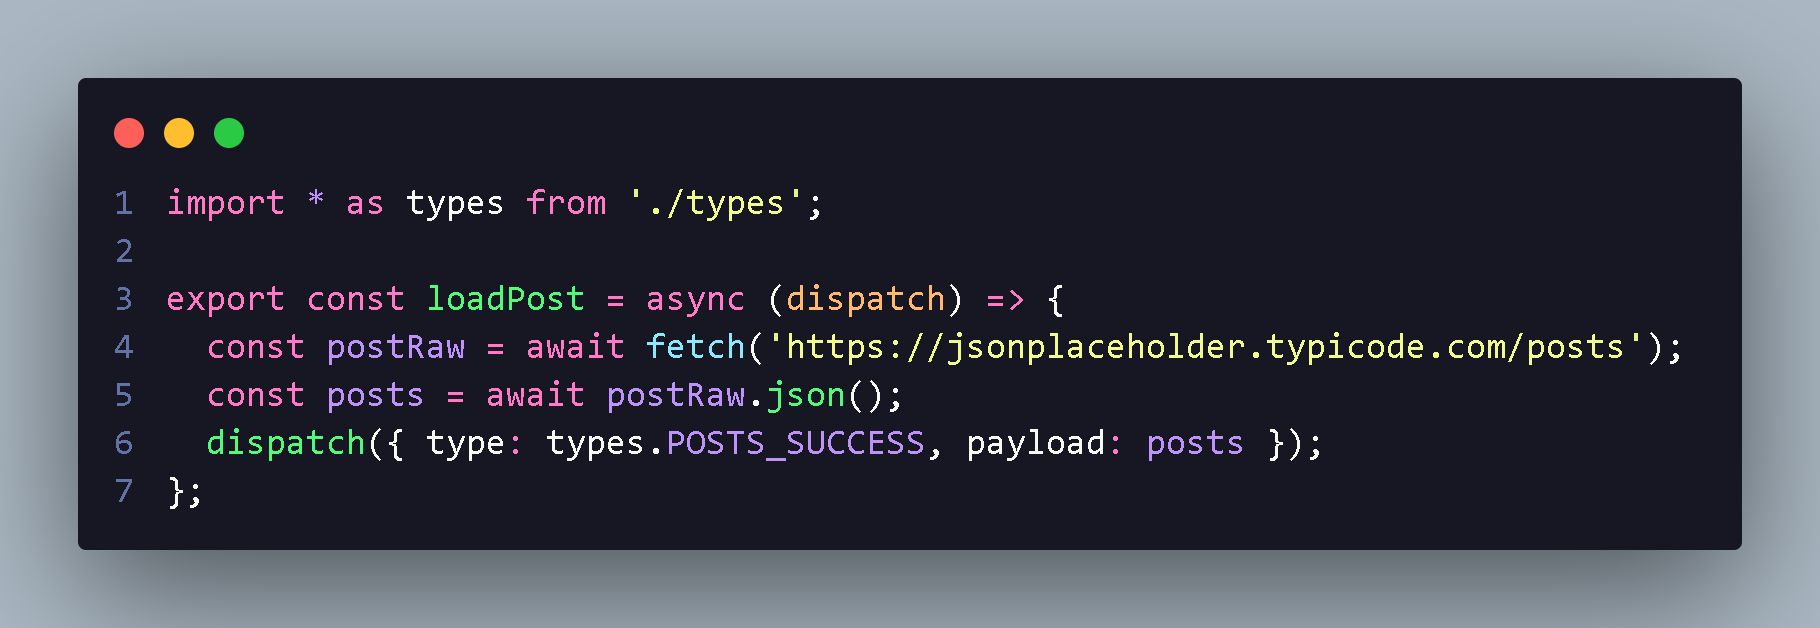 1 import * as types from './types';
2
3 export const loadPost = async (dispatch) => {
4   const postRaw = await fetch('https://jsonplaceholder.typicode.com/posts');
5   const posts = await postRaw.json();
6   dispatch({ type: types.POSTS_SUCCESS, payload: posts });
7 };